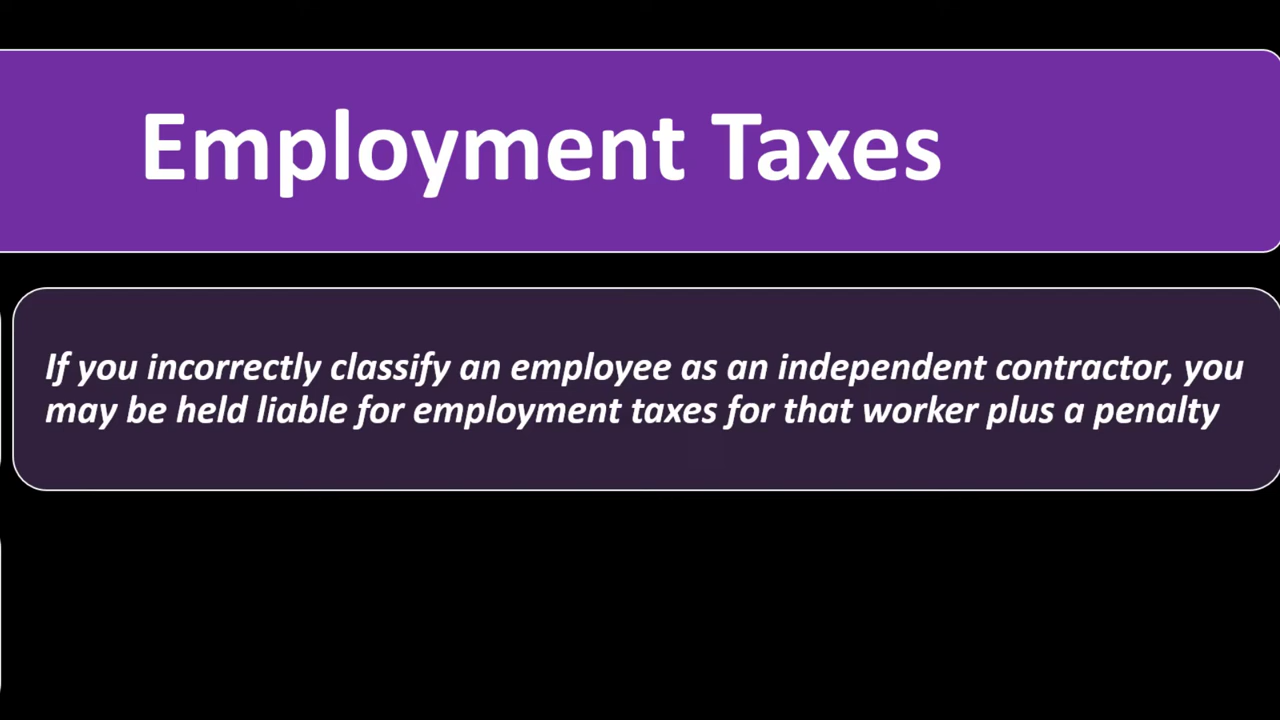 Employment Taxes
If you incorrectly classify an employee as an independent contractor, you
may be held liable for employment taxes for that worker plus a penalty